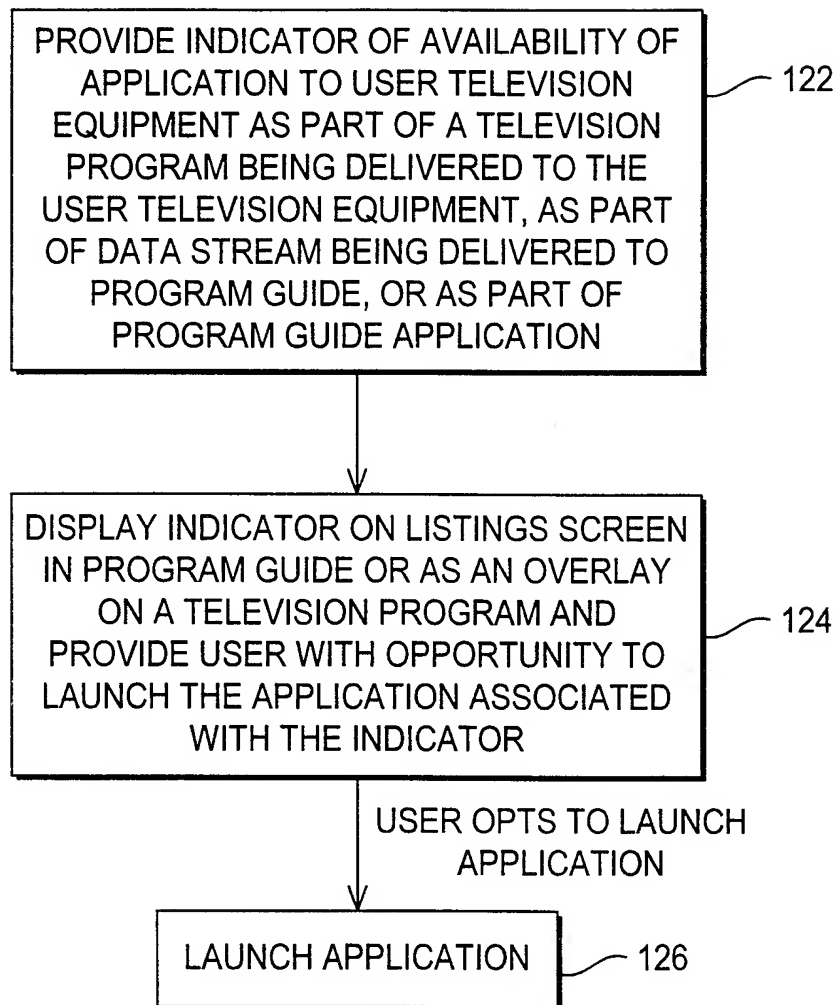 PROVIDE INDICATOR OF AVAILABILITY OF
APPLICATION TO USER TELEVISION
EQUIPMENT AS PART OF A TELEVISION
PROGRAM BEING DELIVERED TO THE
USER TELEVISION EQUIPMENT, AS PART
OF DATA STREAM BEING DELIVERED TO
PROGRAM GUIDE, OR AS PART OF
PROGRAM GUIDE APPLICATION
122
DISPLAY INDICATOR ON LISTINGS SCREEN
IN PROGRAM GUIDE OR AS AN OVERLAY
ON A TELEVISION PROGRAM AND
PROVIDE USER WITH OPPORTUNITY TO
LAUNCH THE APPLICATION ASSOCIATED
WITH THE INDICATOR
124
USER OPTS TO LAUNCH
APPLICATION
LAUNCH APPLICATION
126